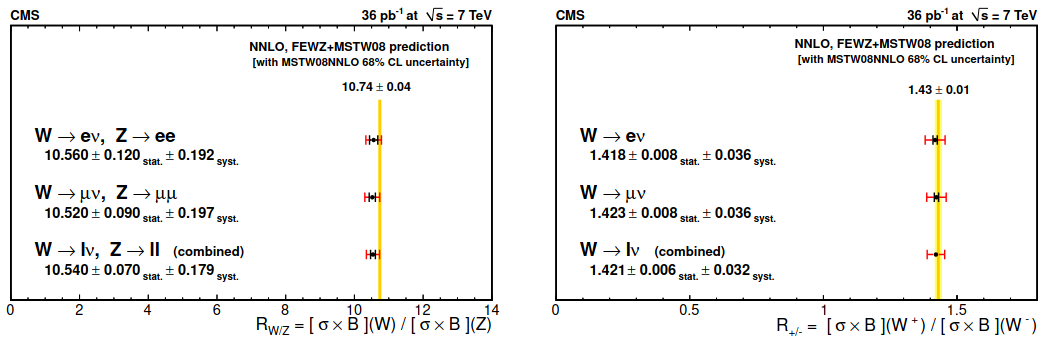 CMS 36 pb⁻¹ at √s = 7 TeV
NNLO, FEWZ+MSTW08 prediction
[with MSTW08NNLO 68% CL uncertainty]
10.74 ± 0.04
W → eν, Z → ee
10.560 ± 0.120 stat. ± 0.192 syst.
W → μν, Z → μμ
10.520 ± 0.090 stat. ± 0.197 syst.
W → lν, Z → ll (combined)
10.540 ± 0.070 stat. ± 0.179 syst.
0 2 4 6 8 10 12 14
R_W/Z = [ σ × B ](W) / [ σ × B ](Z)
CMS 36 pb⁻¹ at √s = 7 TeV
NNLO, FEWZ+MSTW08 prediction
[with MSTW08NNLO 68% CL uncertainty]
1.43 ± 0.01
W → eν
1.418 ± 0.008 stat. ± 0.036 syst.
W → μν
1.423 ± 0.008 stat. ± 0.036 syst.
W → lν (combined)
1.421 ± 0.006 stat. ± 0.032 syst.
0 0.5 1 1.5
R_+/- = [ σ × B ](W⁺) / [ σ × B ](W⁻)